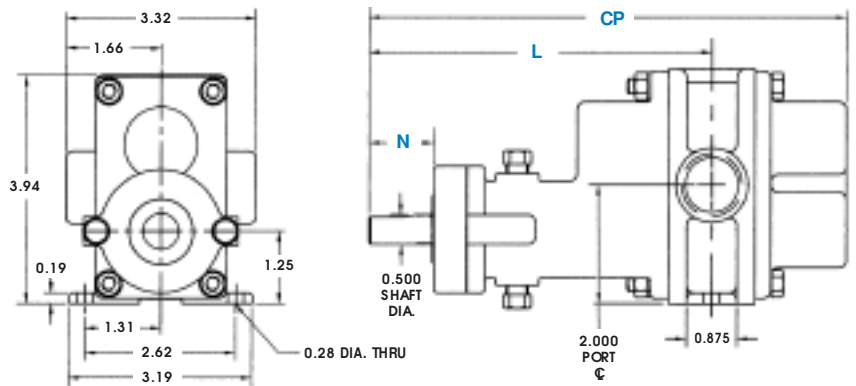 3.32
1.66
3.94
0.19
1.25
1.31
2.62
3.19
0.28 DIA. THRU
CP
L
N
0.500
SHAFT
DIA.
2.000
PORT
℄
0.875